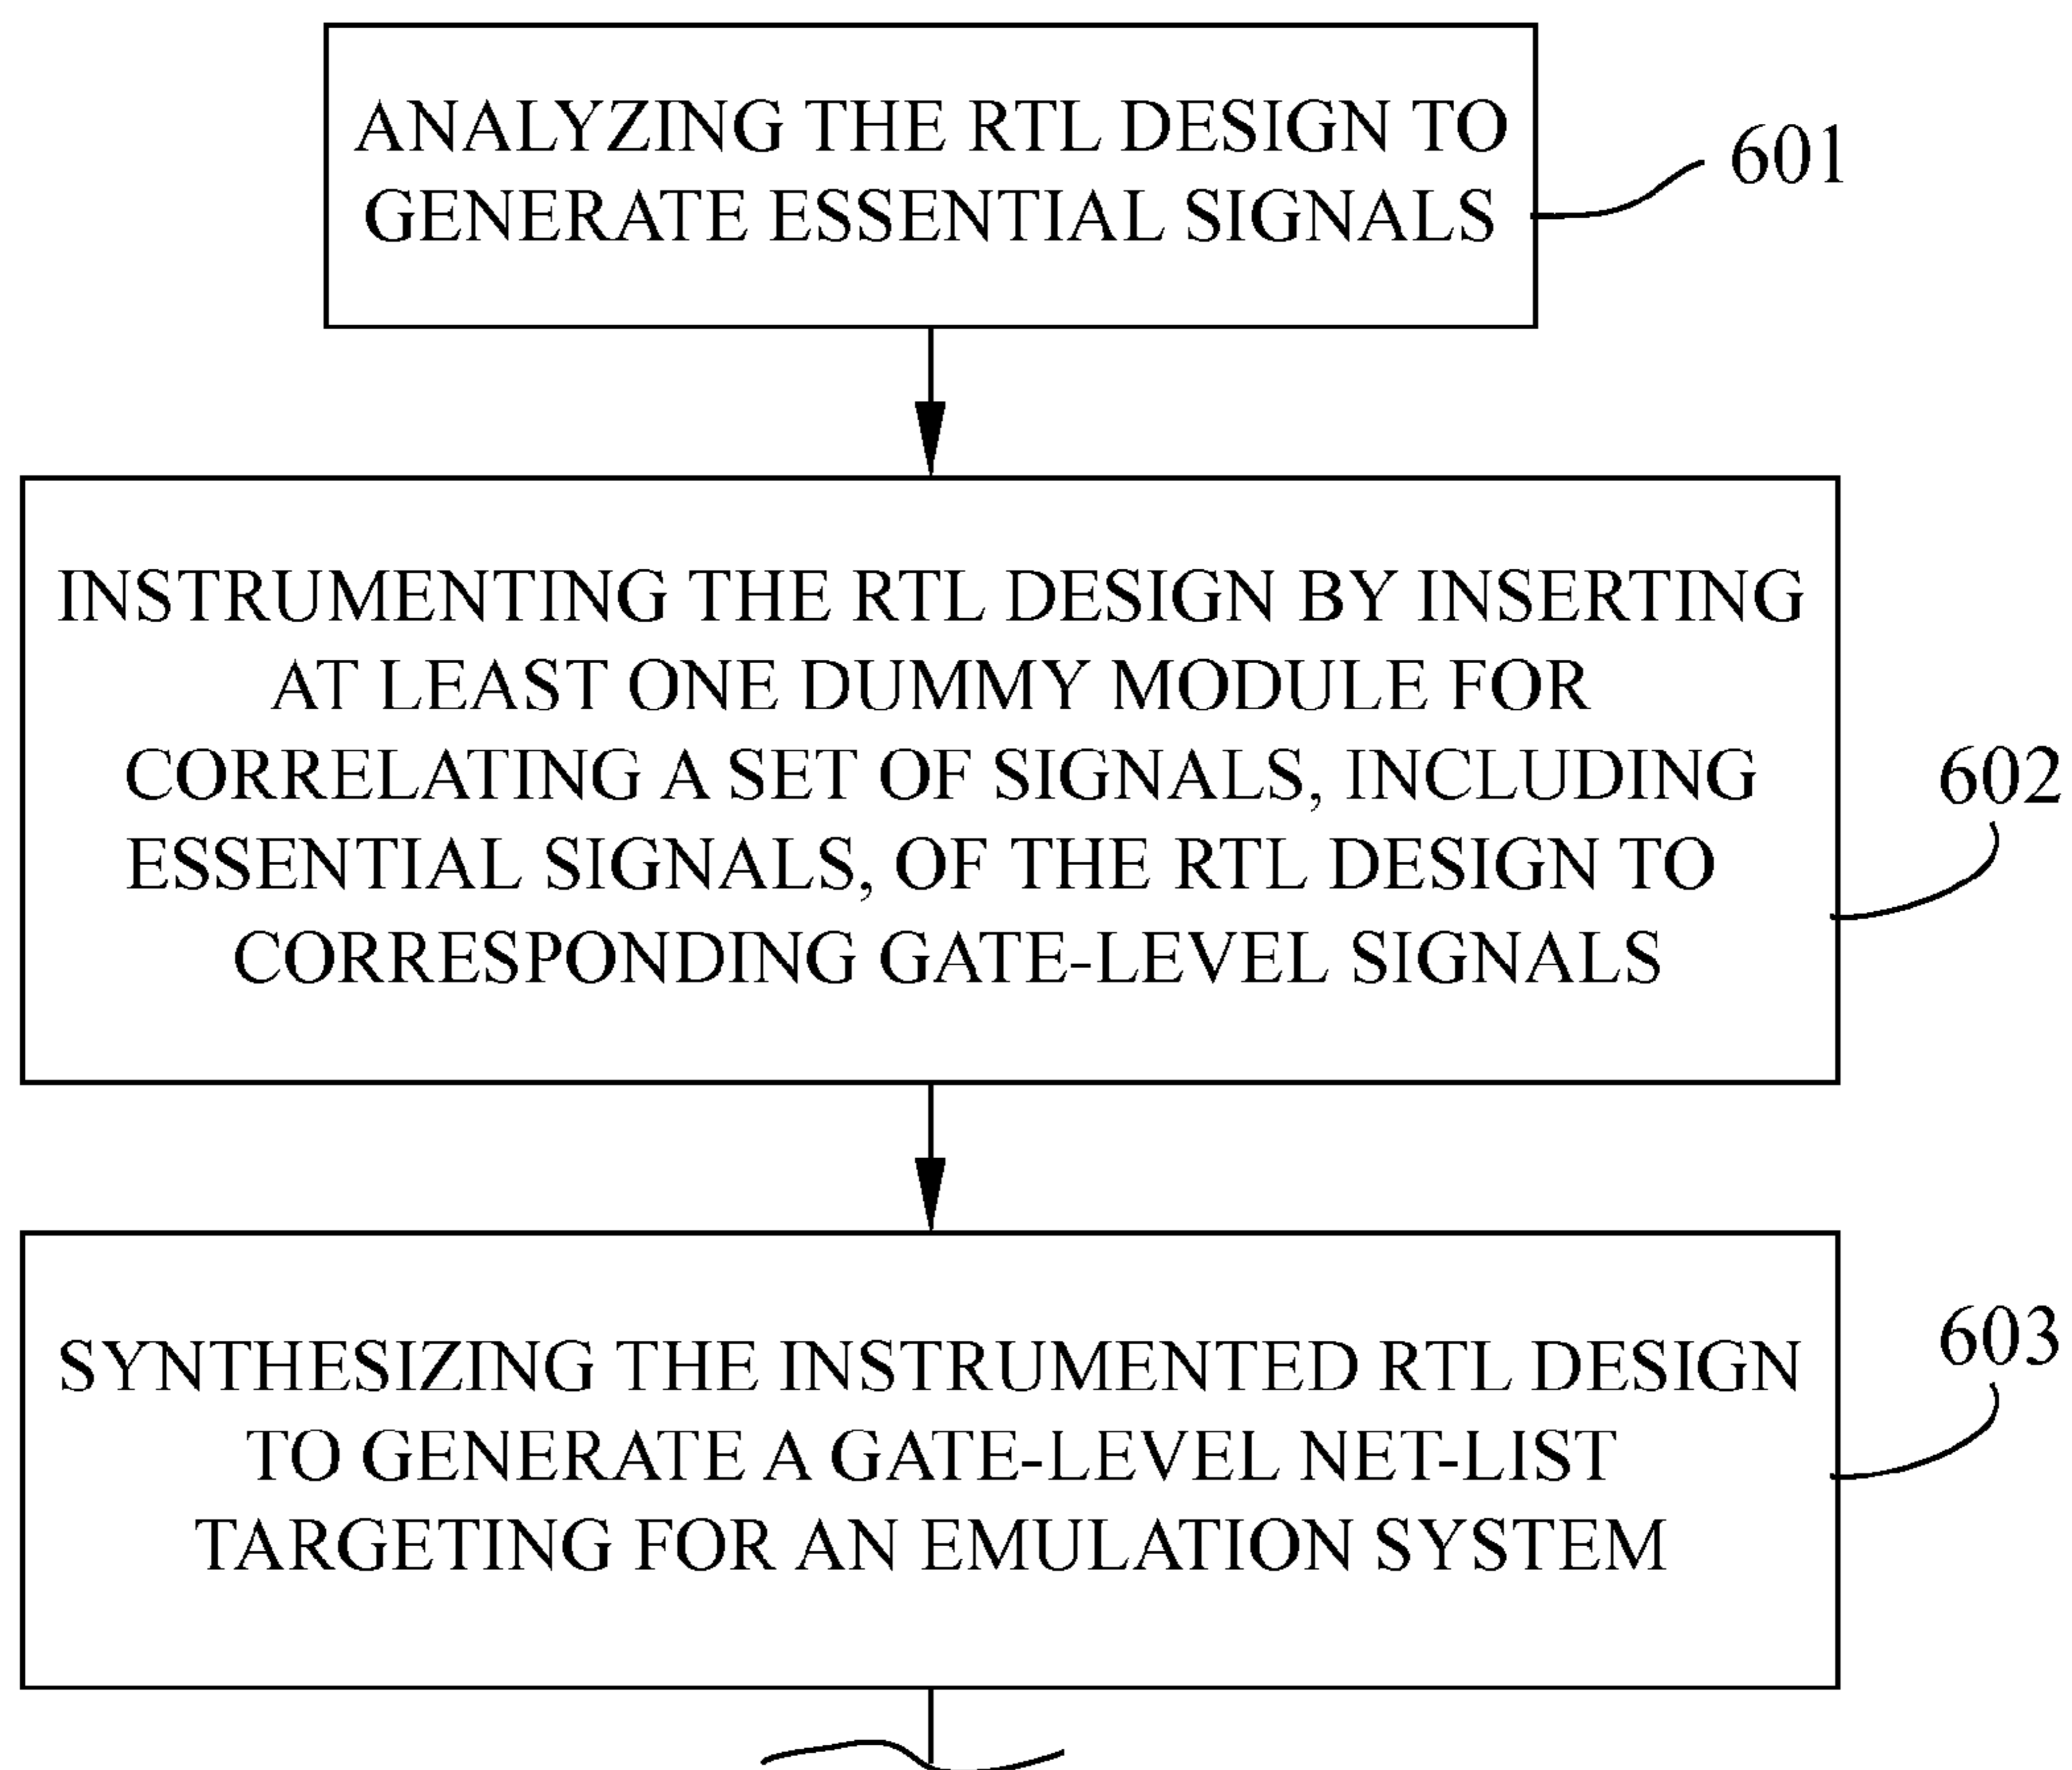 ANALYZING THE RTL DESIGN TO
GENERATE ESSENTIAL SIGNALS
601
INSTRUMENTING THE RTL DESIGN BY INSERTING
AT LEAST ONE DUMMY MODULE FOR
CORRELATING A SET OF SIGNALS, INCLUDING
ESSENTIAL SIGNALS, OF THE RTL DESIGN TO
CORRESPONDING GATE-LEVEL SIGNALS
602
SYNTHESIZING THE INSTRUMENTED RTL DESIGN
TO GENERATE A GATE-LEVEL NET-LIST
TARGETING FOR AN EMULATION SYSTEM
603